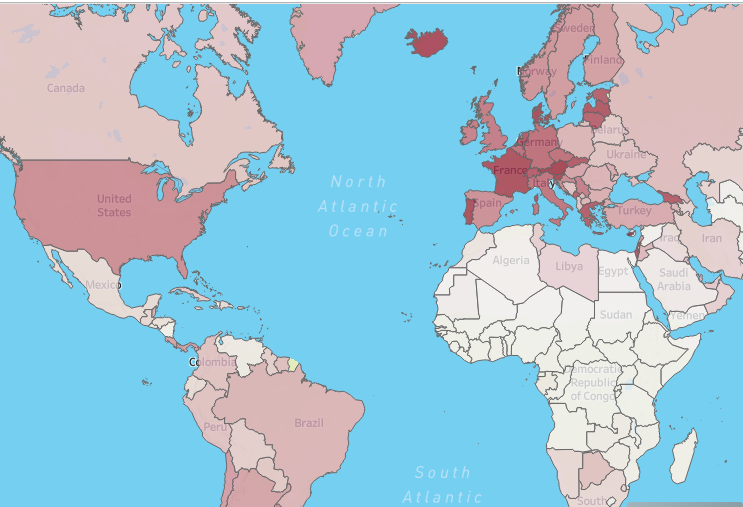 Sweden
Finland
Norway
Canada
Belarus
Germany
Ukraine
France
North
Atlantic
Ocean
Italy
United
States
Spain
Turkey
Algeria
Libya
Egypt
Iraq
Iran
Saudi
Arabia
Mexico
Sudan
Yemen
Colombia
Democratic
Republic
of Congo
Peru
Brazil
South
Atlantic
South